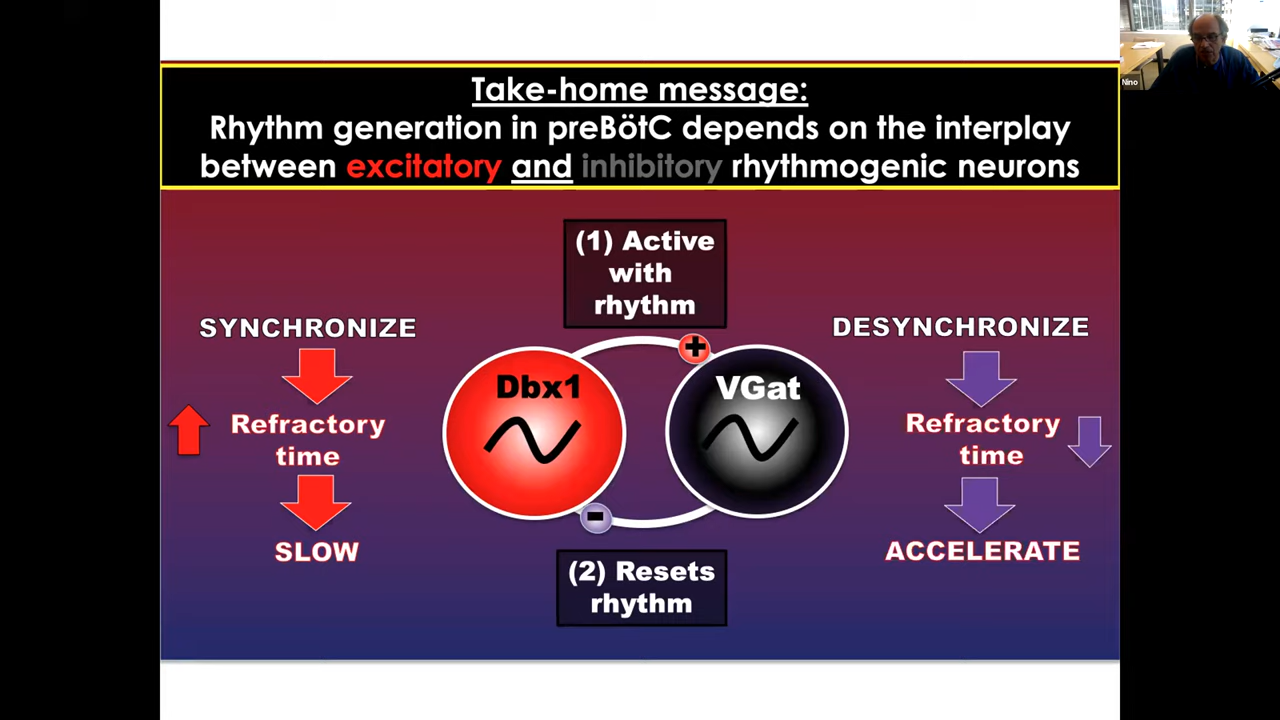 Take-home message:
Rhythm generation in preBötC depends on the interplay
between excitatory and inhibitory rhythmogenic neurons
(1) Active
with
rhythm
SYNCHRONIZE
Refractory
time
SLOW
Dbx1
+
VGat
-
(2) Resets
rhythm
DESYNCHRONIZE
Refractory
time
ACCELERATE
Nino